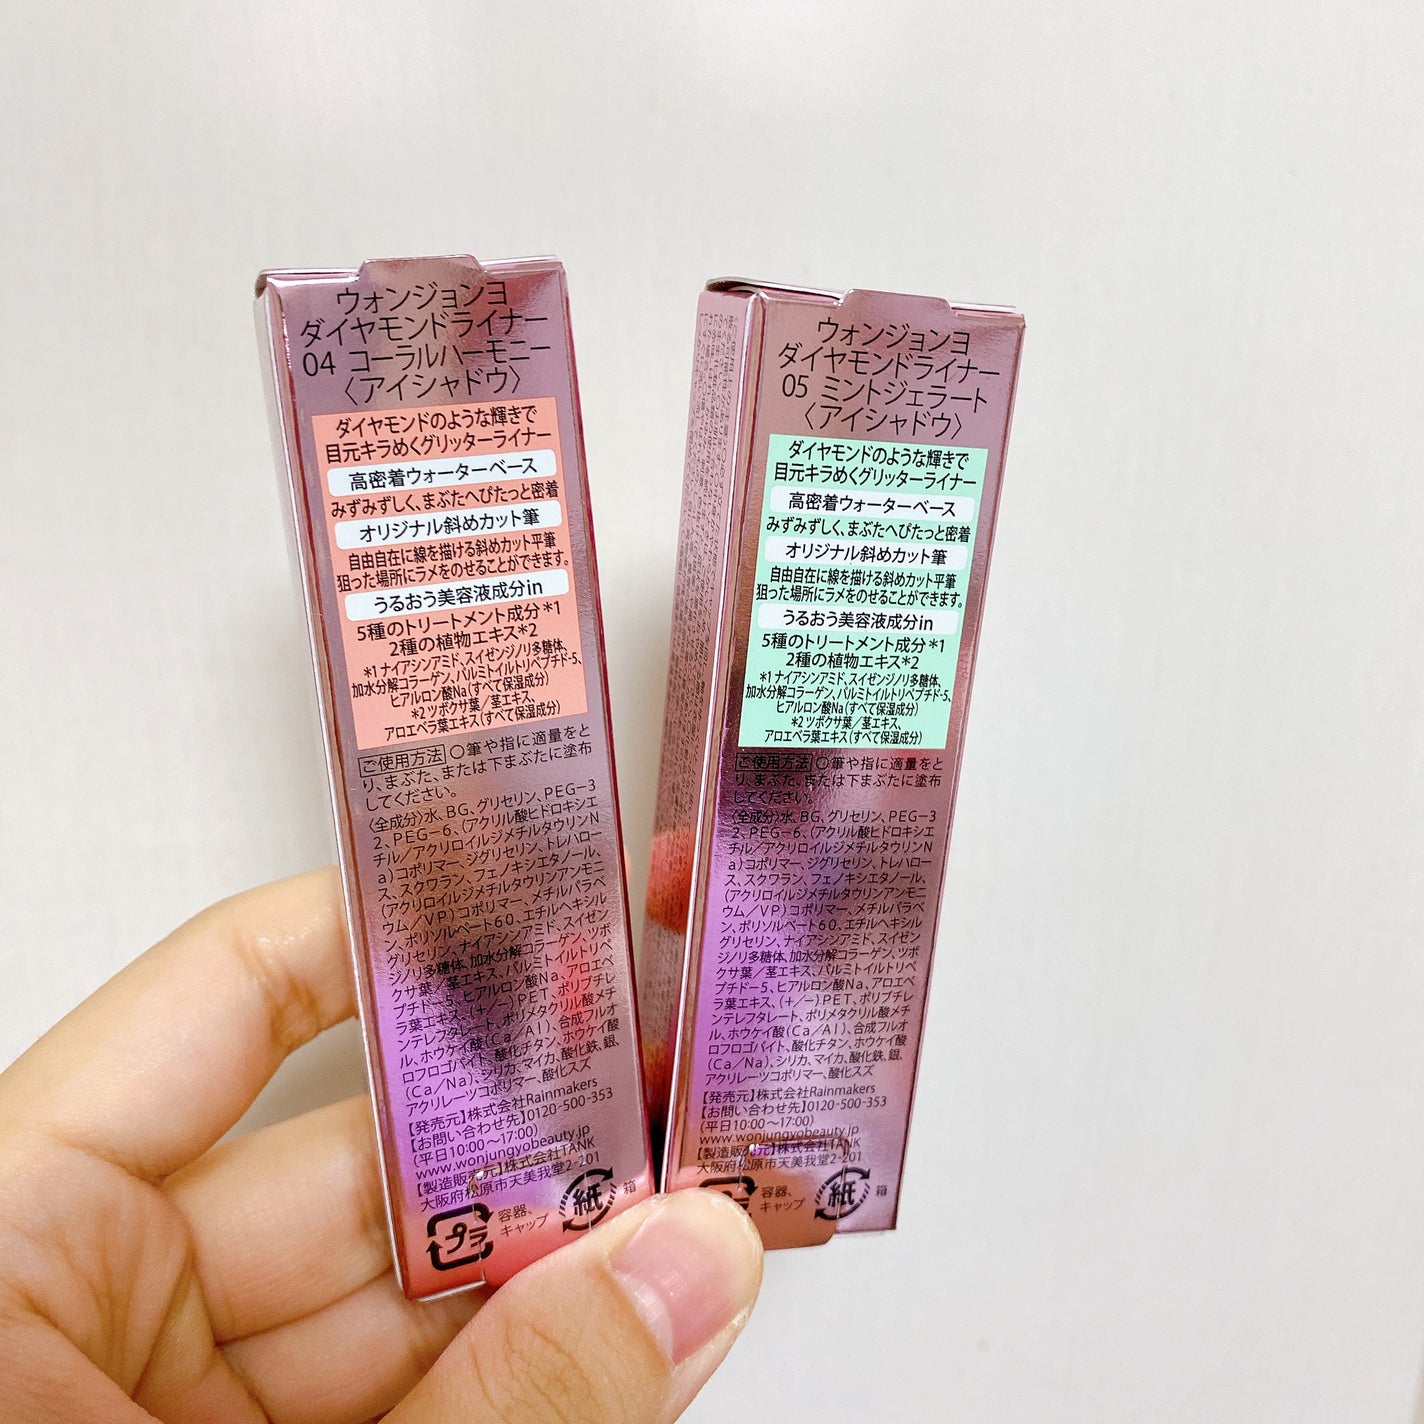 ウォンジョンヨ
ダイヤモンドライナー
04 コーラルハーモニー
〈アイシャドウ〉
ダイヤモンドのような輝きで
目元キラめくグリッターライナー
高密着ウォーターベース
みずみずしく、まぶたへぴたっと密着
オリジナル斜めカット筆
自由自在に線を描ける斜めカット平筆
狙った場所にラメをのせることができます。
うるおう美容液成分in
5種のトリートメント成分*1
2種の植物エキス*2
*1 ナイアシンアミド、スイゼンジノリ多糖体、
加水分解コラーゲン、パルミトイルトリペプチド-5、
ヒアルロン酸Na(すべて保湿成分)
*2 ツボクサ葉/茎エキス、
アロエベラ葉エキス(すべて保湿成分)
ご使用方法 〇筆や指に適量をと
り、まぶた、または下まぶたに塗布
してください。
〈全成分〉水、BG、グリセリン、PEG-3
2、PEG-6、(アクリル酸ヒドロキシエ
チル/アクリロイルジメチルタウリンN
a)コポリマー、ジグリセリン、トレハロー
ス、スクワラン、フェノキシエタノール、
(アクリロイルジメチルタウリンアンモニ
ウム/VP)コポリマー、メチルパラベ
ン、ポリソルベート60、エチルヘキシル
グリセリン、ナイアシンアミド、スイゼン
ジノリ多糖体、加水分解コラーゲン、ツボ
クサ葉/茎エキス、パルミトイルトリペ
プチド-5、ヒアルロン酸Na、アロエベ
ラ葉エキス、(+/-)PET、ポリブチレ
ンテレフタレート、ポリメタクリル酸メチ
ル、ホウケイ酸(Ca/Al)、合成フルオ
ロフロゴパイト、酸化チタン、ホウケイ酸
(Ca/Na)、シリカ、マイカ、酸化鉄、銀、
アクリレーツコポリマー、酸化スズ
【発売元】株式会社Rainmakers
【お問い合わせ先】0120-500-353
(平日10:00~17:00)
www.wonjungyobeauty.jp
【製造販売元】株式会社TANK
大阪府松原市天美我堂2-201
プラ 容器、
キャップ
紙 箱
ウォンジョンヨ
ダイヤモンドライナー
05 ミントジェラート
〈アイシャドウ〉
ダイヤモンドのような輝きで
目元キラめくグリッターライナー
高密着ウォーターベース
みずみずしく、まぶたへぴたっと密着
オリジナル斜めカット筆
自由自在に線を描ける斜めカット平筆
狙った場所にラメをのせることができます。
うるおう美容液成分in
5種のトリートメント成分*1
2種の植物エキス*2
*1 ナイアシンアミド、スイゼンジノリ多糖体、
加水分解コラーゲン、パルミトイルトリペプチド-5、
ヒアルロン酸Na(すべて保湿成分)
*2 ツボクサ葉/茎エキス、
アロエベラ葉エキス(すべて保湿成分)
ご使用方法 〇筆や指に適量をと
り、まぶた、または下まぶたに塗布
してください。
〈全成分〉水、BG、グリセリン、PEG-3
2、PEG-6、(アクリル酸ヒドロキシエ
チル/アクリロイルジメチルタウリンN
a)コポリマー、ジグリセリン、トレハロー
ス、スクワラン、フェノキシエタノール、
(アクリロイルジメチルタウリンアンモニ
ウム/VP)コポリマー、メチルパラベ
ン、ポリソルベート60、エチルヘキシル
グリセリン、ナイアシンアミド、スイゼン
ジノリ多糖体、加水分解コラーゲン、ツボ
クサ葉/茎エキス、パルミトイルトリペ
プチド-5、ヒアルロン酸Na、アロエベ
ラ葉エキス、(+/-)PET、ポリブチレ
ンテレフタレート、ポリメタクリル酸メチ
ル、ホウケイ酸(Ca/Al)、合成フルオ
ロフロゴパイト、酸化チタン、ホウケイ酸
(Ca/Na)、シリカ、マイカ、酸化鉄、銀、
アクリレーツコポリマー、酸化スズ
【発売元】株式会社Rainmakers
【お問い合わせ先】0120-500-353
(平日10:00~17:00)
www.wonjungyobeauty.jp
【製造販売元】株式会社TANK
大阪府松原市天美我堂2-201
容器、
キャップ
紙 箱